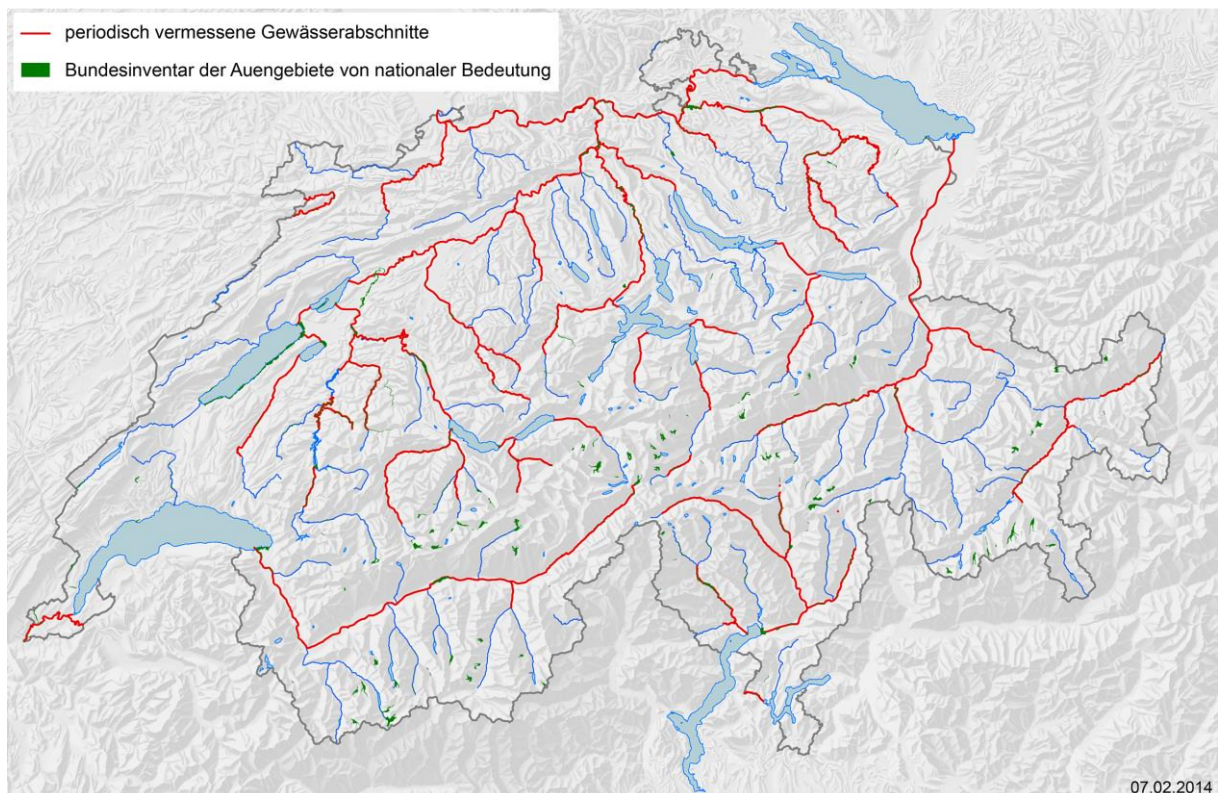 periodisch vermessene Gewässerabschnitte
Bundesinventar der Auengebiete von nationaler Bedeutung
07.02.2014